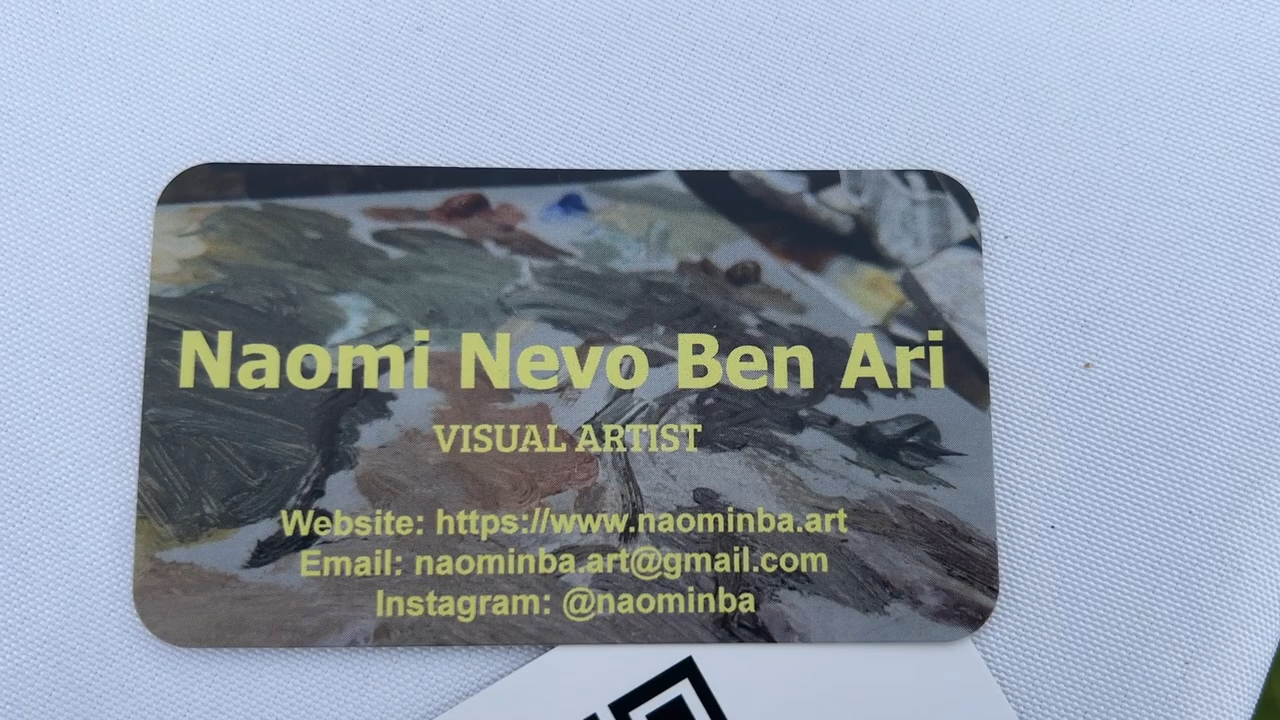 Naomi Nevo Ben Ari
VISUAL ARTIST
Website: https://www.naominba.art
Email: naominba.art@gmail.com
Instagram: @naominba